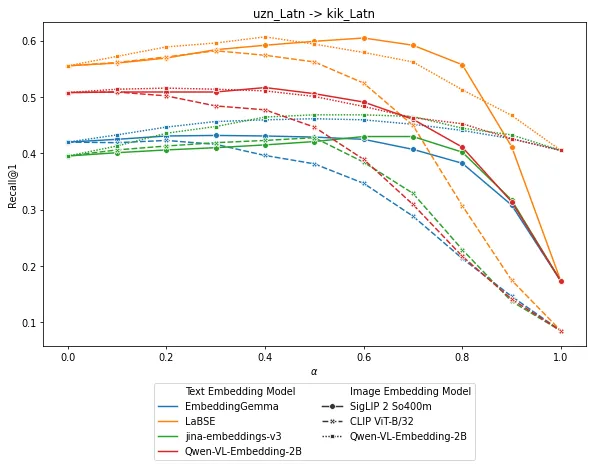 uzn_Latn -> kik_Latn
Recall@1
0.6
0.5
0.4
0.3
0.2
0.1
0.0 0.2 0.4 0.6 0.8 1.0
α
Text Embedding Model Image Embedding Model
EmbeddingGemma SigLIP 2 So400m
LaBSE CLIP ViT-B/32
jina-embeddings-v3 Qwen-VL-Embedding-2B
Qwen-VL-Embedding-2B